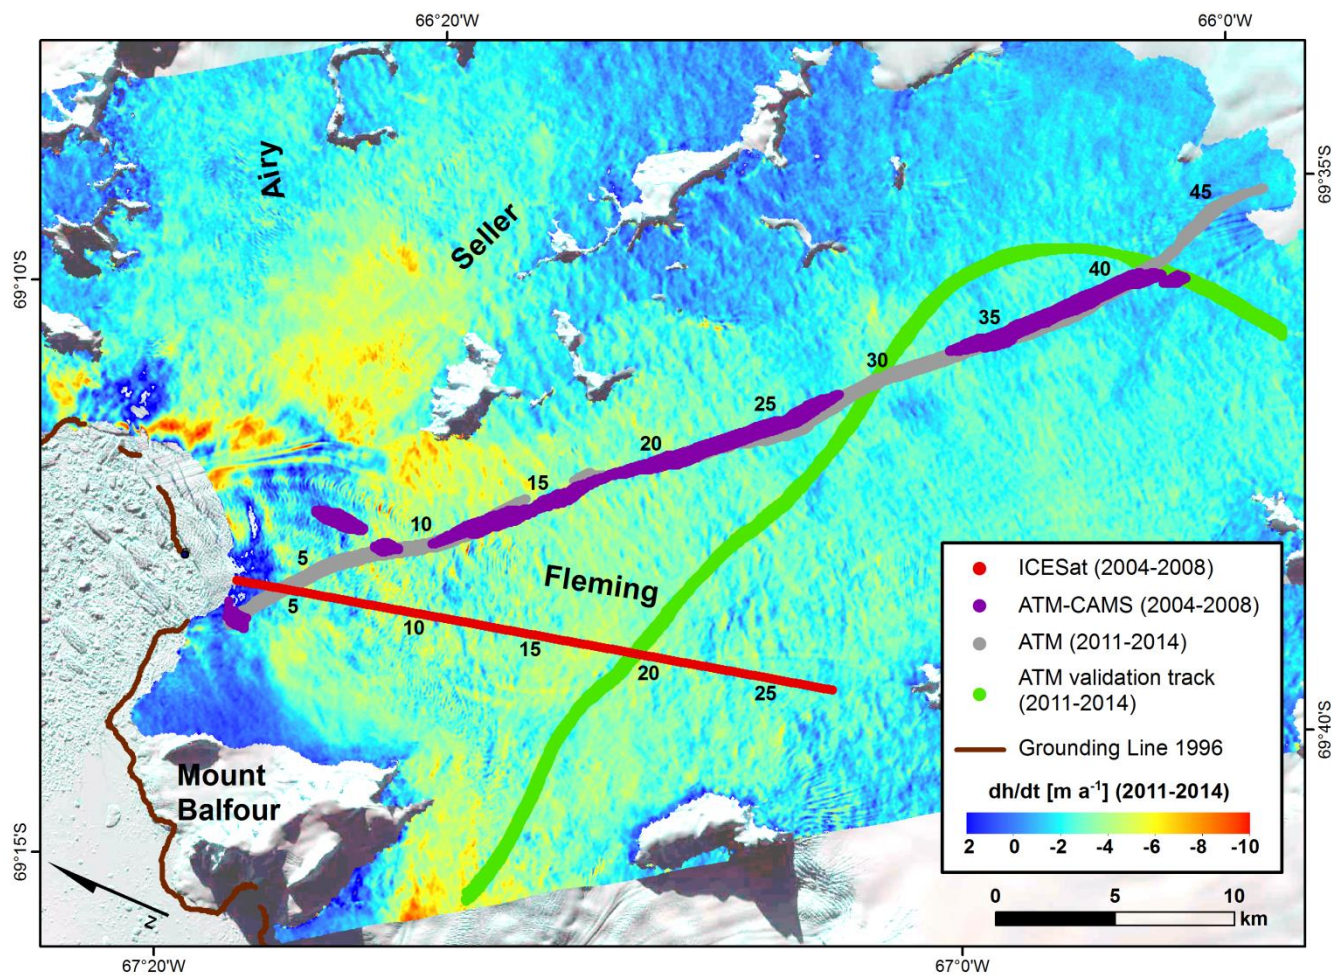 66°20'W
66°0'W
Airy
Seller
69°35'S
45
69°10'S
40
35
30
25
20
15
10
5
5
Fleming
10
15
20
25
Mount
Balfour
69°40'S
69°15'S
N
67°20'W
67°0'W
ICESat (2004-2008)
ATM-CAMS (2004-2008)
ATM (2011-2014)
ATM validation track
(2011-2014)
Grounding Line 1996
dh/dt [m a⁻¹] (2011-2014)
2 0 -2 -4 -6 -8 -10
0 5 10
km